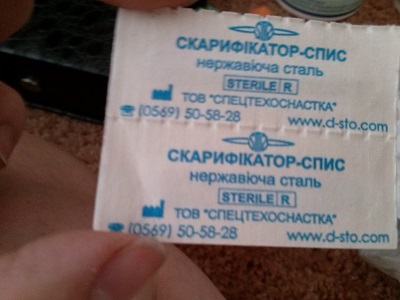 СКАРИФІКАТОР-СПИС
нержавіюча сталь
STERILE R
ТОВ "СПЕЦТЕХОСНАСТКА"
(0569) 50-58-28 www.d-sto.com
СКАРИФІКАТОР-СПИС
нержавіюча сталь
STERILE R
ТОВ "СПЕЦТЕХОСНАСТКА"
(0569) 50-58-28 www.d-sto.com